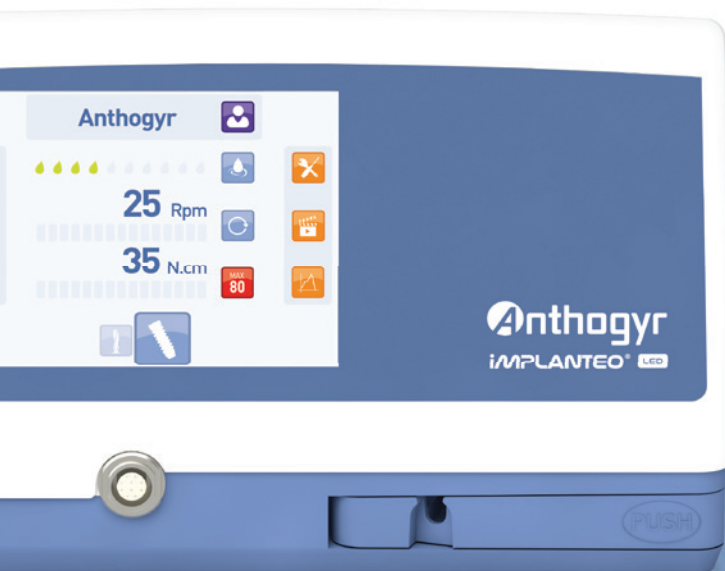 Anthogyr
25 Rpm
35 N.cm
MAX
80
Anthogyr
iMPLANTEO® LED
PUSH